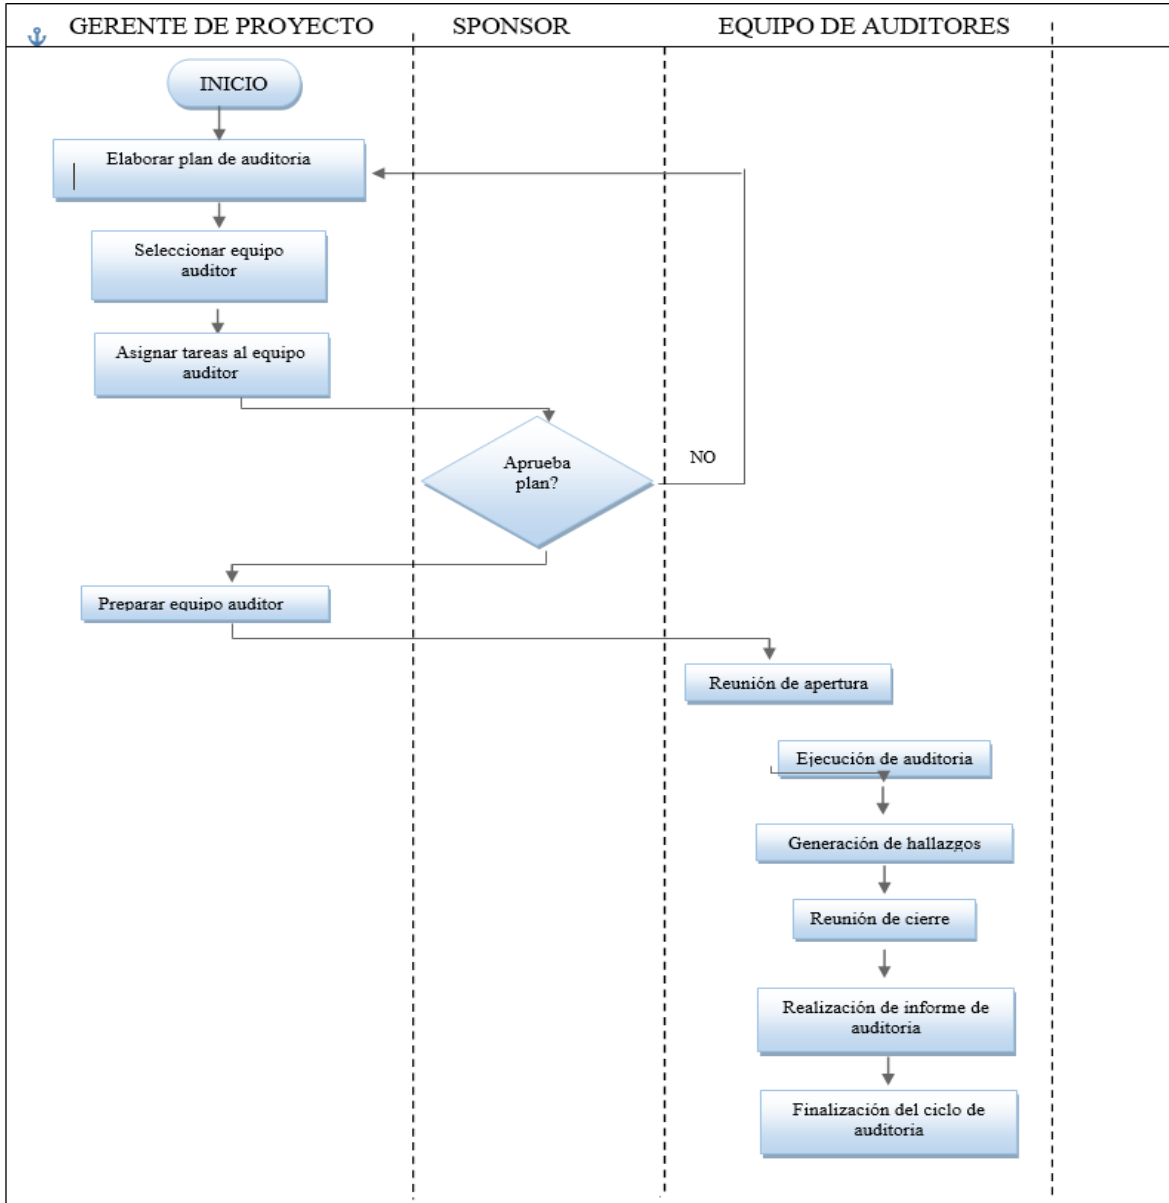 GERENTE DE PROYECTO
SPONSOR
EQUIPO DE AUDITORES
INICIO
Elaborar plan de auditoria
Seleccionar equipo
auditor
Asignar tareas al equipo
auditor
Aprueba
plan?
NO
Preparar equipo auditor
Reunión de apertura
Ejecución de auditoria
Generación de hallazgos
Reunión de cierre
Realización de informe de
auditoria
Finalización del ciclo de
auditoria